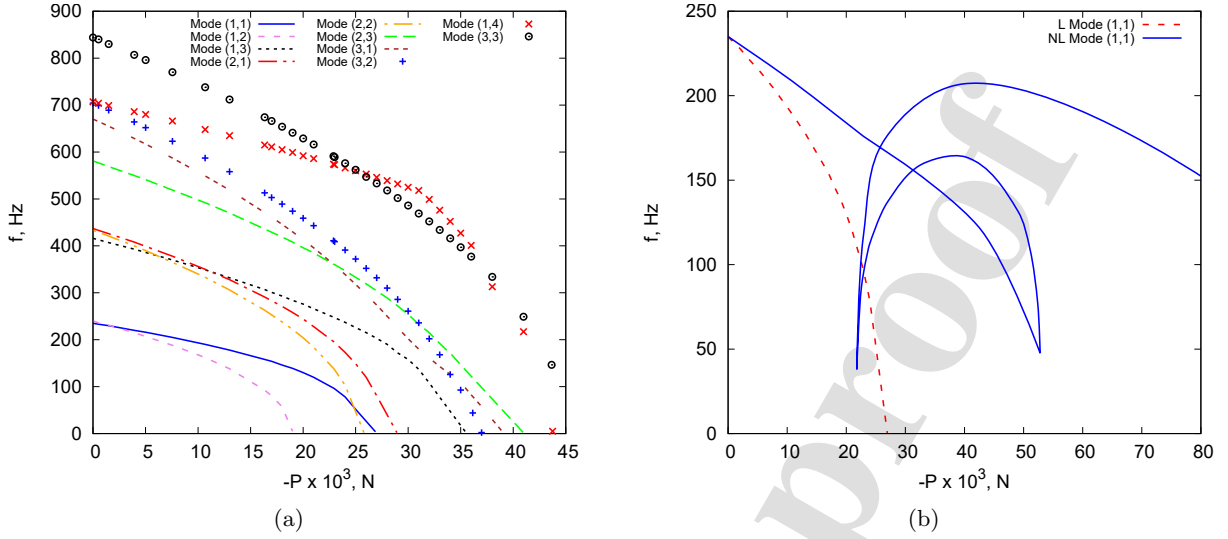 900
800
700
600
500
400
300
200
100
0
f, Hz
Mode (1,1)
Mode (1,2)
Mode (1,3)
Mode (2,1)
Mode (2,2)
Mode (2,3)
Mode (3,1)
Mode (3,2)
Mode (1,4)
Mode (3,3)
0 5 10 15 20 25 30 35 40 45
-P x 10³, N
(a)
250
200
150
100
50
0
f, Hz
L Mode (1,1)
NL Mode (1,1)
0 10 20 30 40 50 60 70 80
-P x 10³, N
(b)
proof